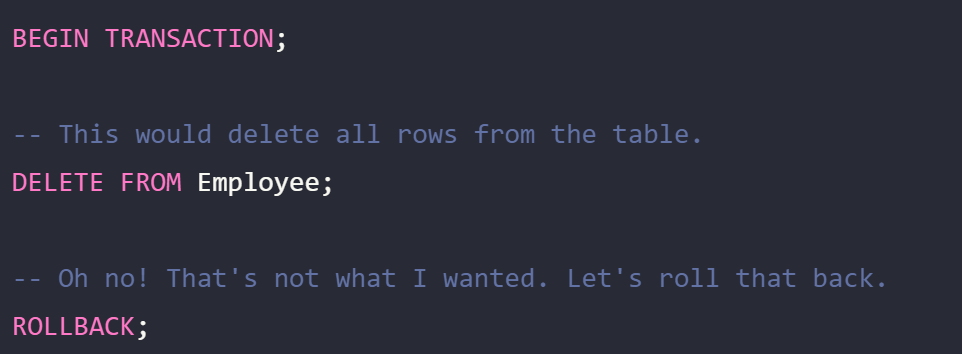 BEGIN TRANSACTION;
-- This would delete all rows from the table.
DELETE FROM Employee;
-- Oh no! That's not what I wanted. Let's roll that back.
ROLLBACK;